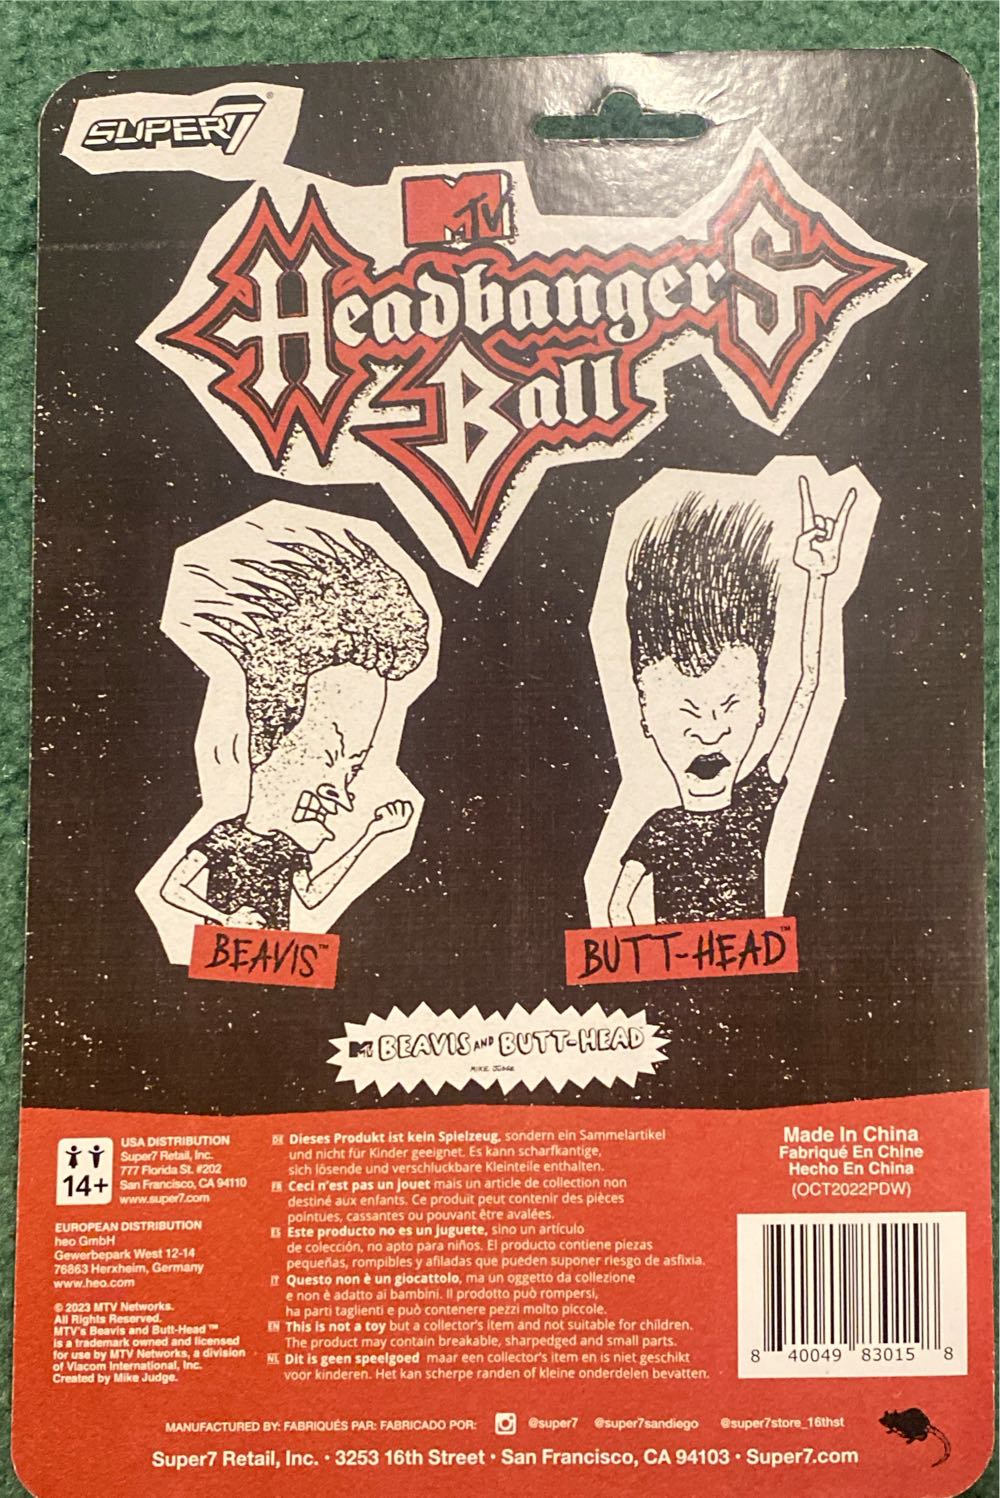 SUPER7®
MTV
Headbangers
Ball
BEAVIS™
BUTT-HEAD™
MTV BEAVIS AND BUTT-HEAD
MIKE JUDGE
14+
USA DISTRIBUTION
Super7 Retail, Inc.
777 Florida St. #202
San Francisco, CA 94110
www.super7.com
EUROPEAN DISTRIBUTION
heo GmbH
Gewerbepark West 12-14
76863 Herxheim, Germany
www.heo.com
© 2023 MTV Networks.
All Rights Reserved.
MTV's Beavis and Butt-Head ™
is a trademark owned and licensed
for use by MTV Networks, a division
of Viacom International, Inc.
Created by Mike Judge.
DE Dieses Produkt ist kein Spielzeug, sondern ein Sammelartikel
und nicht für Kinder geeignet. Es kann scharfkantige,
sich lösende und verschluckbare Kleinteile enthalten.
FR Ceci n'est pas un jouet mais un article de collection non
destiné aux enfants. Ce produit peut contenir des pièces
pointues, cassantes ou pouvant être avalées.
ES Este producto no es un juguete, sino un artículo
de colección, no apto para niños. El producto contiene piezas
pequeñas, rompibles y afiladas que pueden suponer riesgo de asfixia.
IT Questo non è un giocattolo, ma un oggetto da collezione
e non è adatto ai bambini. Il prodotto può rompersi,
ha parti taglienti e può contenere pezzi molto piccole.
EN This is not a toy but a collector's item and not suitable for children.
The product may contain breakable, sharpedged and small parts.
NL Dit is geen speelgoed maar een collector's item en is niet geschikt
voor kinderen. Het kan scherpe randen of kleine onderdelen bevatten.
Made In China
Fabriqué En Chine
Hecho En China
(OCT2022PDW)
8 40049 83015 8
MANUFACTURED BY: FABRIQUÉS PAR: FABRICADO POR: @super7 @super7sandiego @super7store_16thst
Super7 Retail, Inc. • 3253 16th Street • San Francisco, CA 94103 • Super7.com